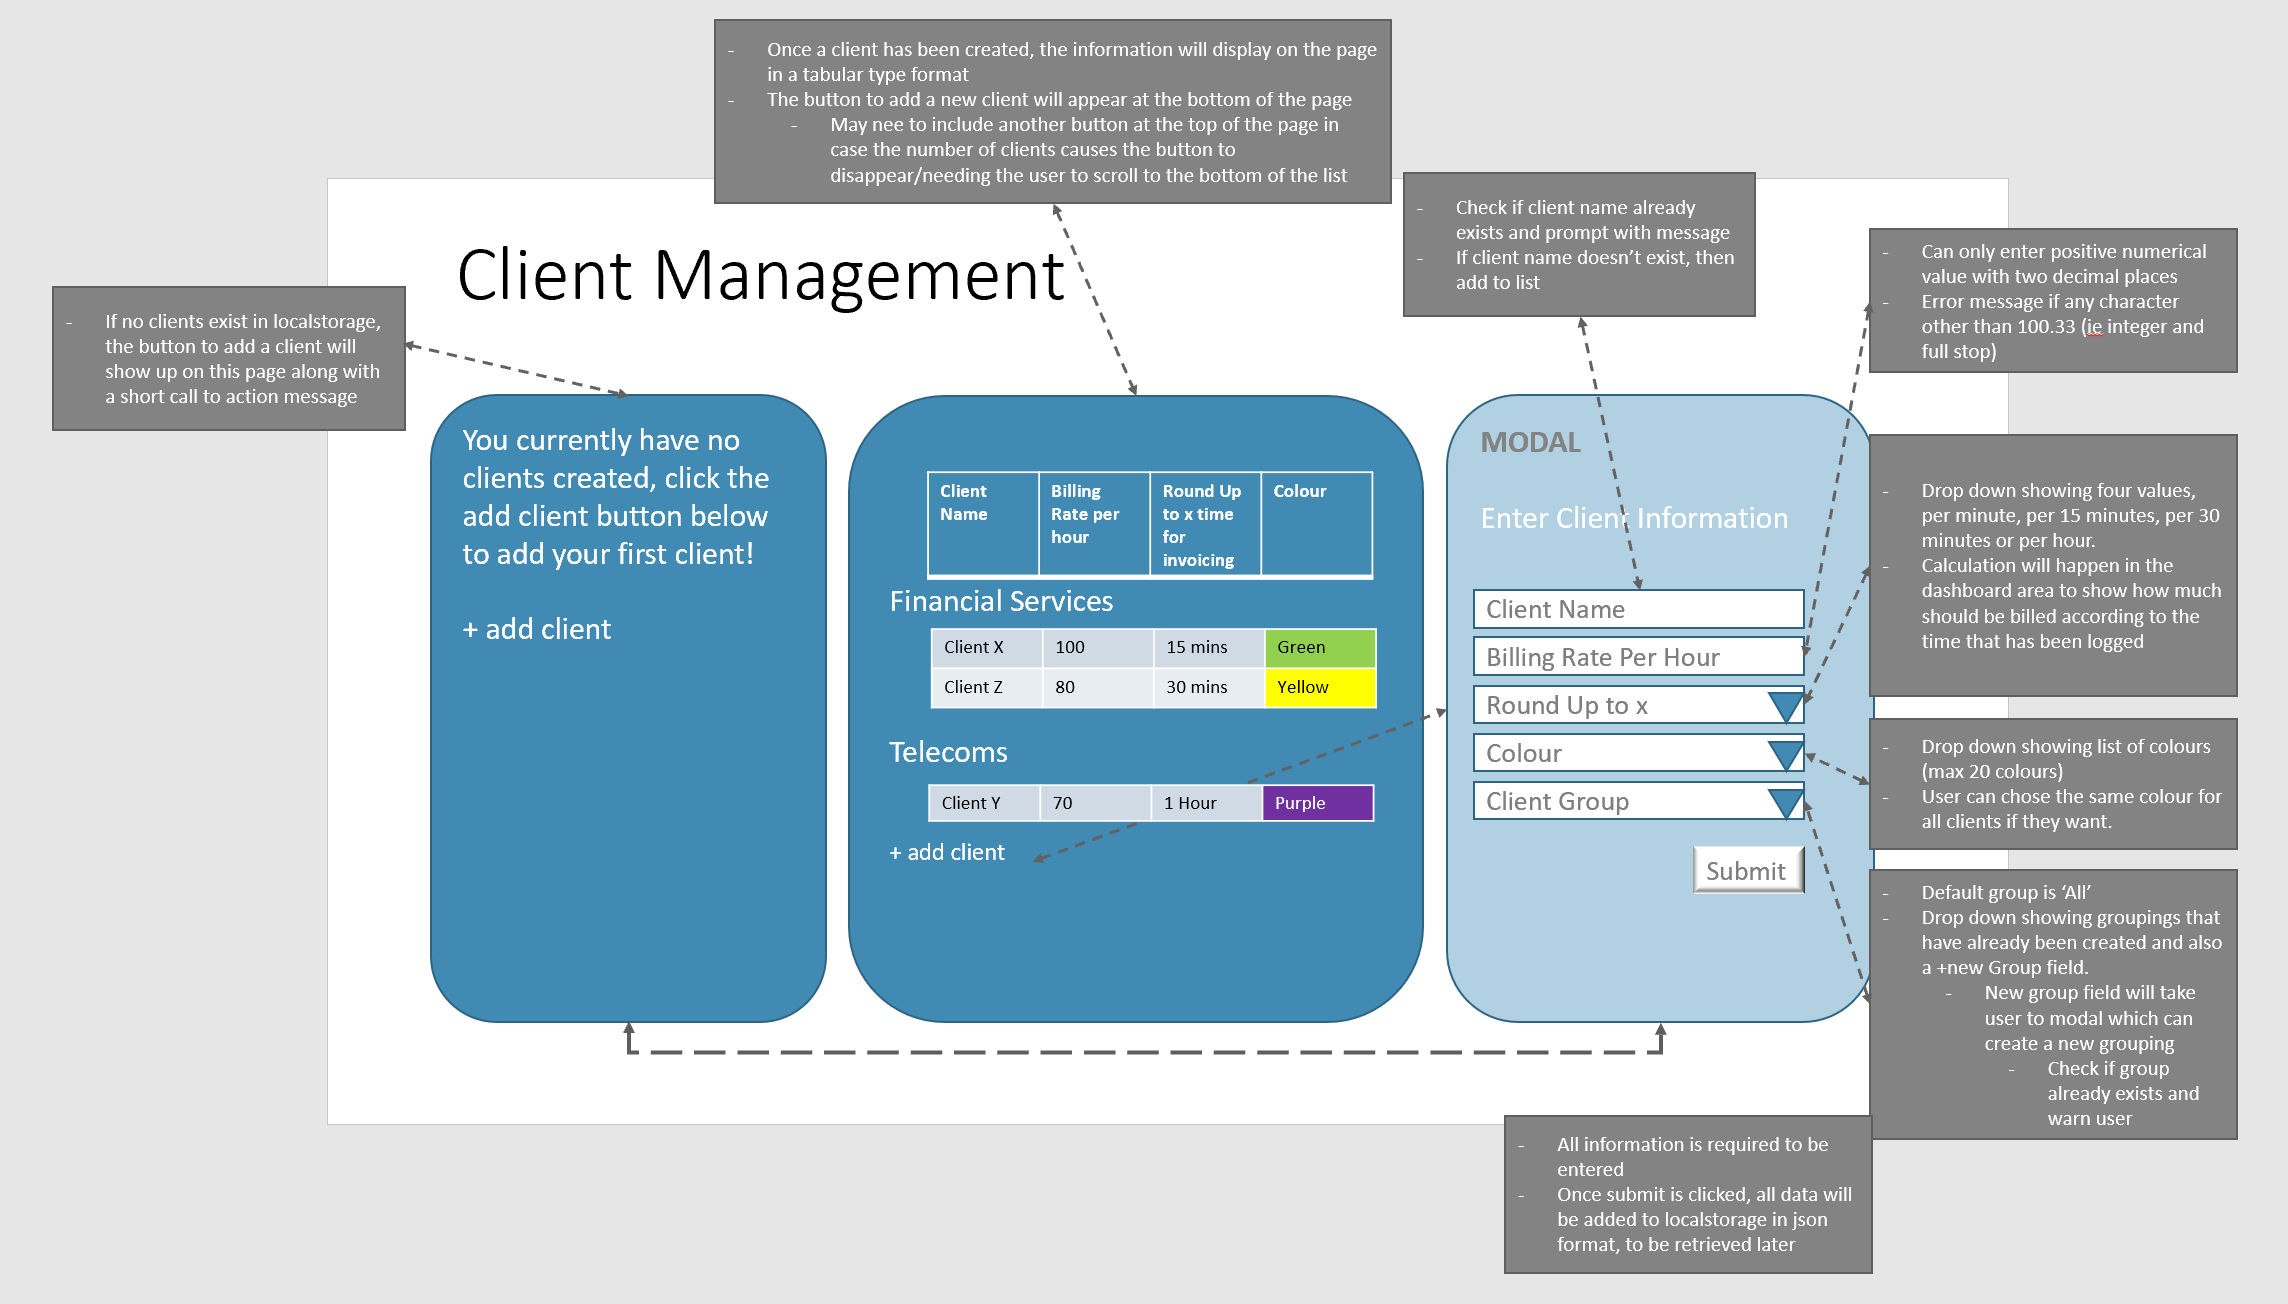 - Once a client has been created, the information will display on the page
in a tabular type format
- The button to add a new client will appear at the bottom of the page
- May nee to include another button at the top of the page in
case the number of clients causes the button to
disappear/needing the user to scroll to the bottom of the list
- Check if client name already
exists and prompt with message
- If client name doesn’t exist, then
add to list
- Can only enter positive numerical
value with two decimal places
- Error message if any character
other than 100.33 (ie integer and
full stop)
Client Management
- If no clients exist in localstorage,
the button to add a client will
show up on this page along with
a short call to action message
You currently have no
clients created, click the
add client button below
to add your first client!
+ add client
Client
Name
Billing
Rate per
hour
Round Up
to x time
for
invoicing
Colour
Financial Services
Client X 100 15 mins Green
Client Z 80 30 mins Yellow
Telecoms
Client Y 70 1 Hour Purple
+ add client
MODAL
Enter Client Information
Client Name
Billing Rate Per Hour
Round Up to x
Colour
Client Group
Submit
- Drop down showing four values,
per minute, per 15 minutes, per 30
minutes or per hour.
- Calculation will happen in the
dashboard area to show how much
should be billed according to the
time that has been logged
- Drop down showing list of colours
(max 20 colours)
- User can chose the same colour for
all clients if they want.
- Default group is ‘All’
- Drop down showing groupings that
have already been created and also
a +new Group field.
- New group field will take
user to modal which can
create a new grouping
- Check if group
already exists and
warn user
- All information is required to be
entered
- Once submit is clicked, all data will
be added to localstorage in json
format, to be retrieved later